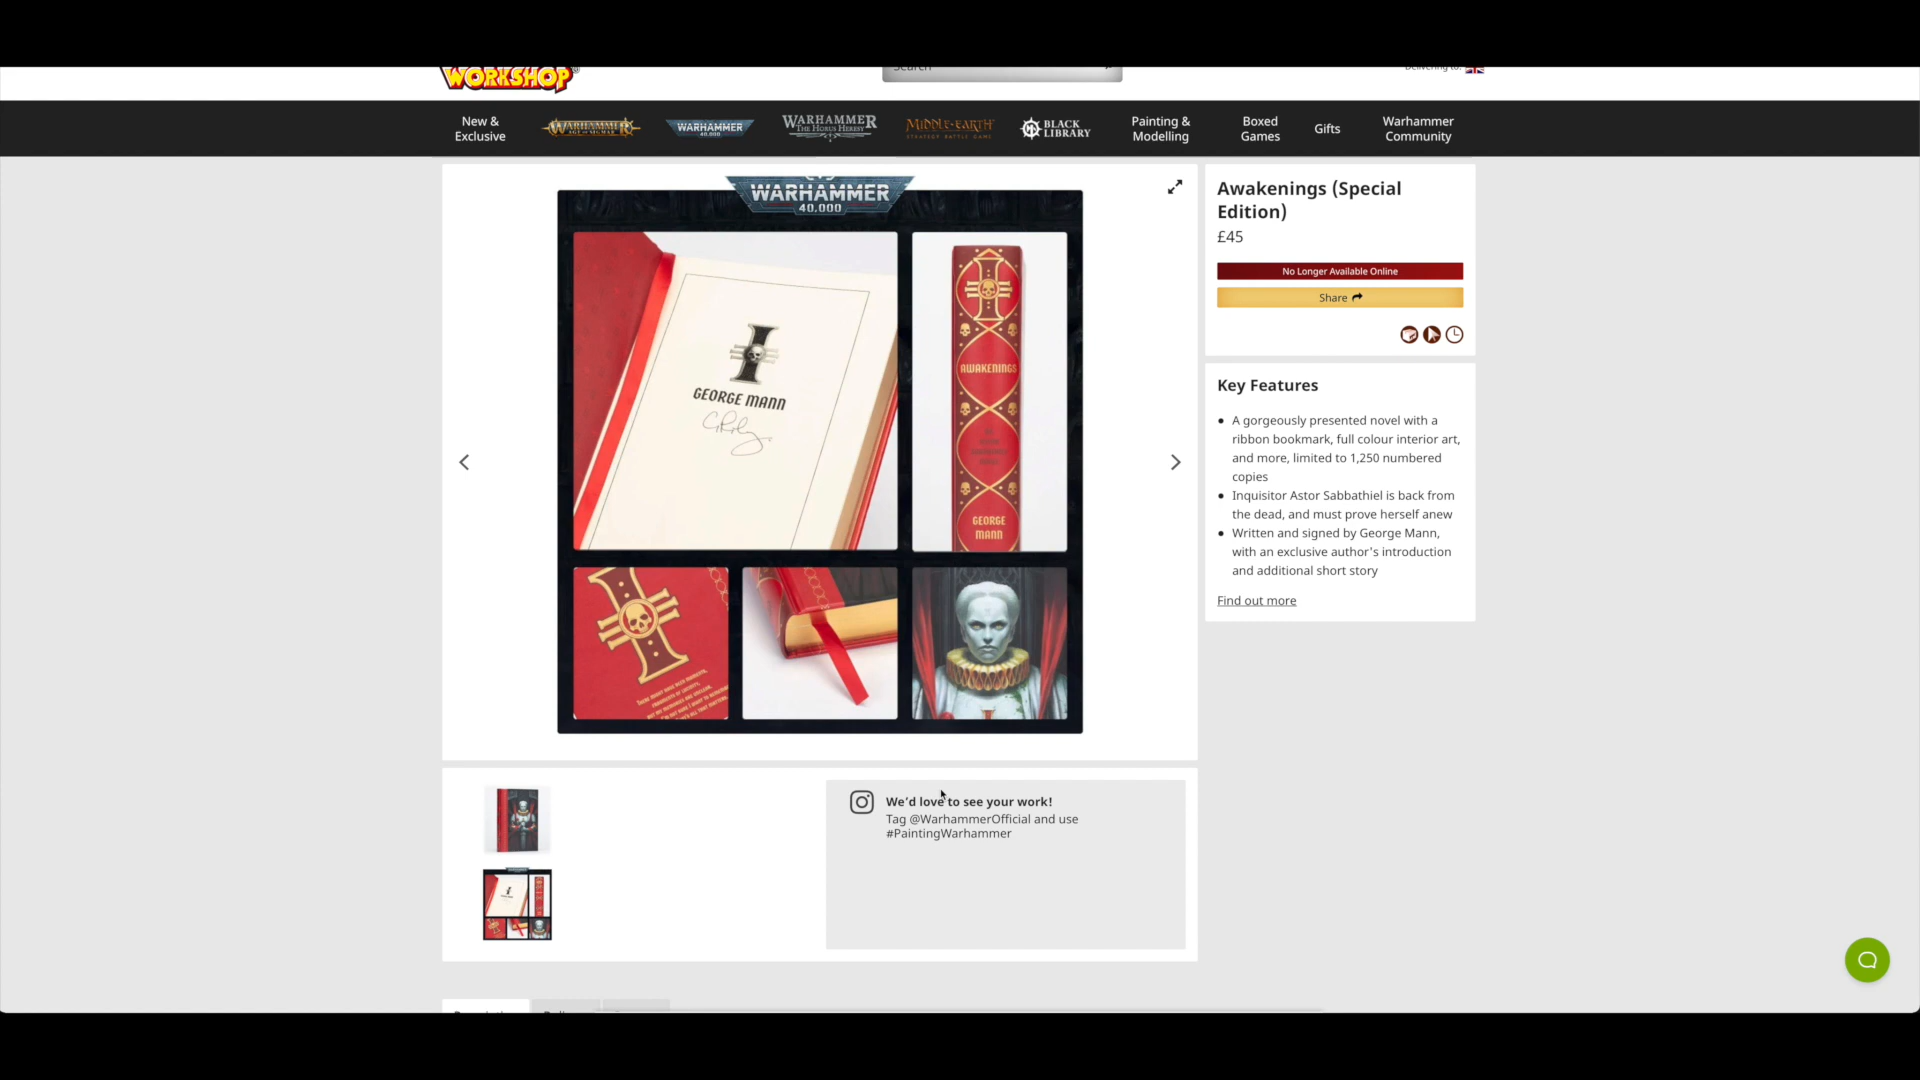 WORKSHOP
Search
Delivering to:
New &
Exclusive
WARHAMMER
AGE OF SIGMAR
WARHAMMER
40,000
WARHAMMER
THE HORUS HERESY
MIDDLE-EARTH
STRATEGY BATTLE GAME
BLACK
LIBRARY
Painting &
Modelling
Boxed
Games
Gifts
Warhammer
Community
WARHAMMER
40,000
GEORGE MANN
AWAKENINGS
GEORGE
MANN
Awakenings (Special
Edition)
£45
No Longer Available Online
Share
Key Features
A gorgeously presented novel with a
ribbon bookmark, full colour interior art,
and more, limited to 1,250 numbered
copies
Inquisitor Astor Sabbathiel is back from
the dead, and must prove herself anew
Written and signed by George Mann,
with an exclusive author's introduction
and additional short story
Find out more
We'd love to see your work!
Tag @WarhammerOfficial and use
#PaintingWarhammer